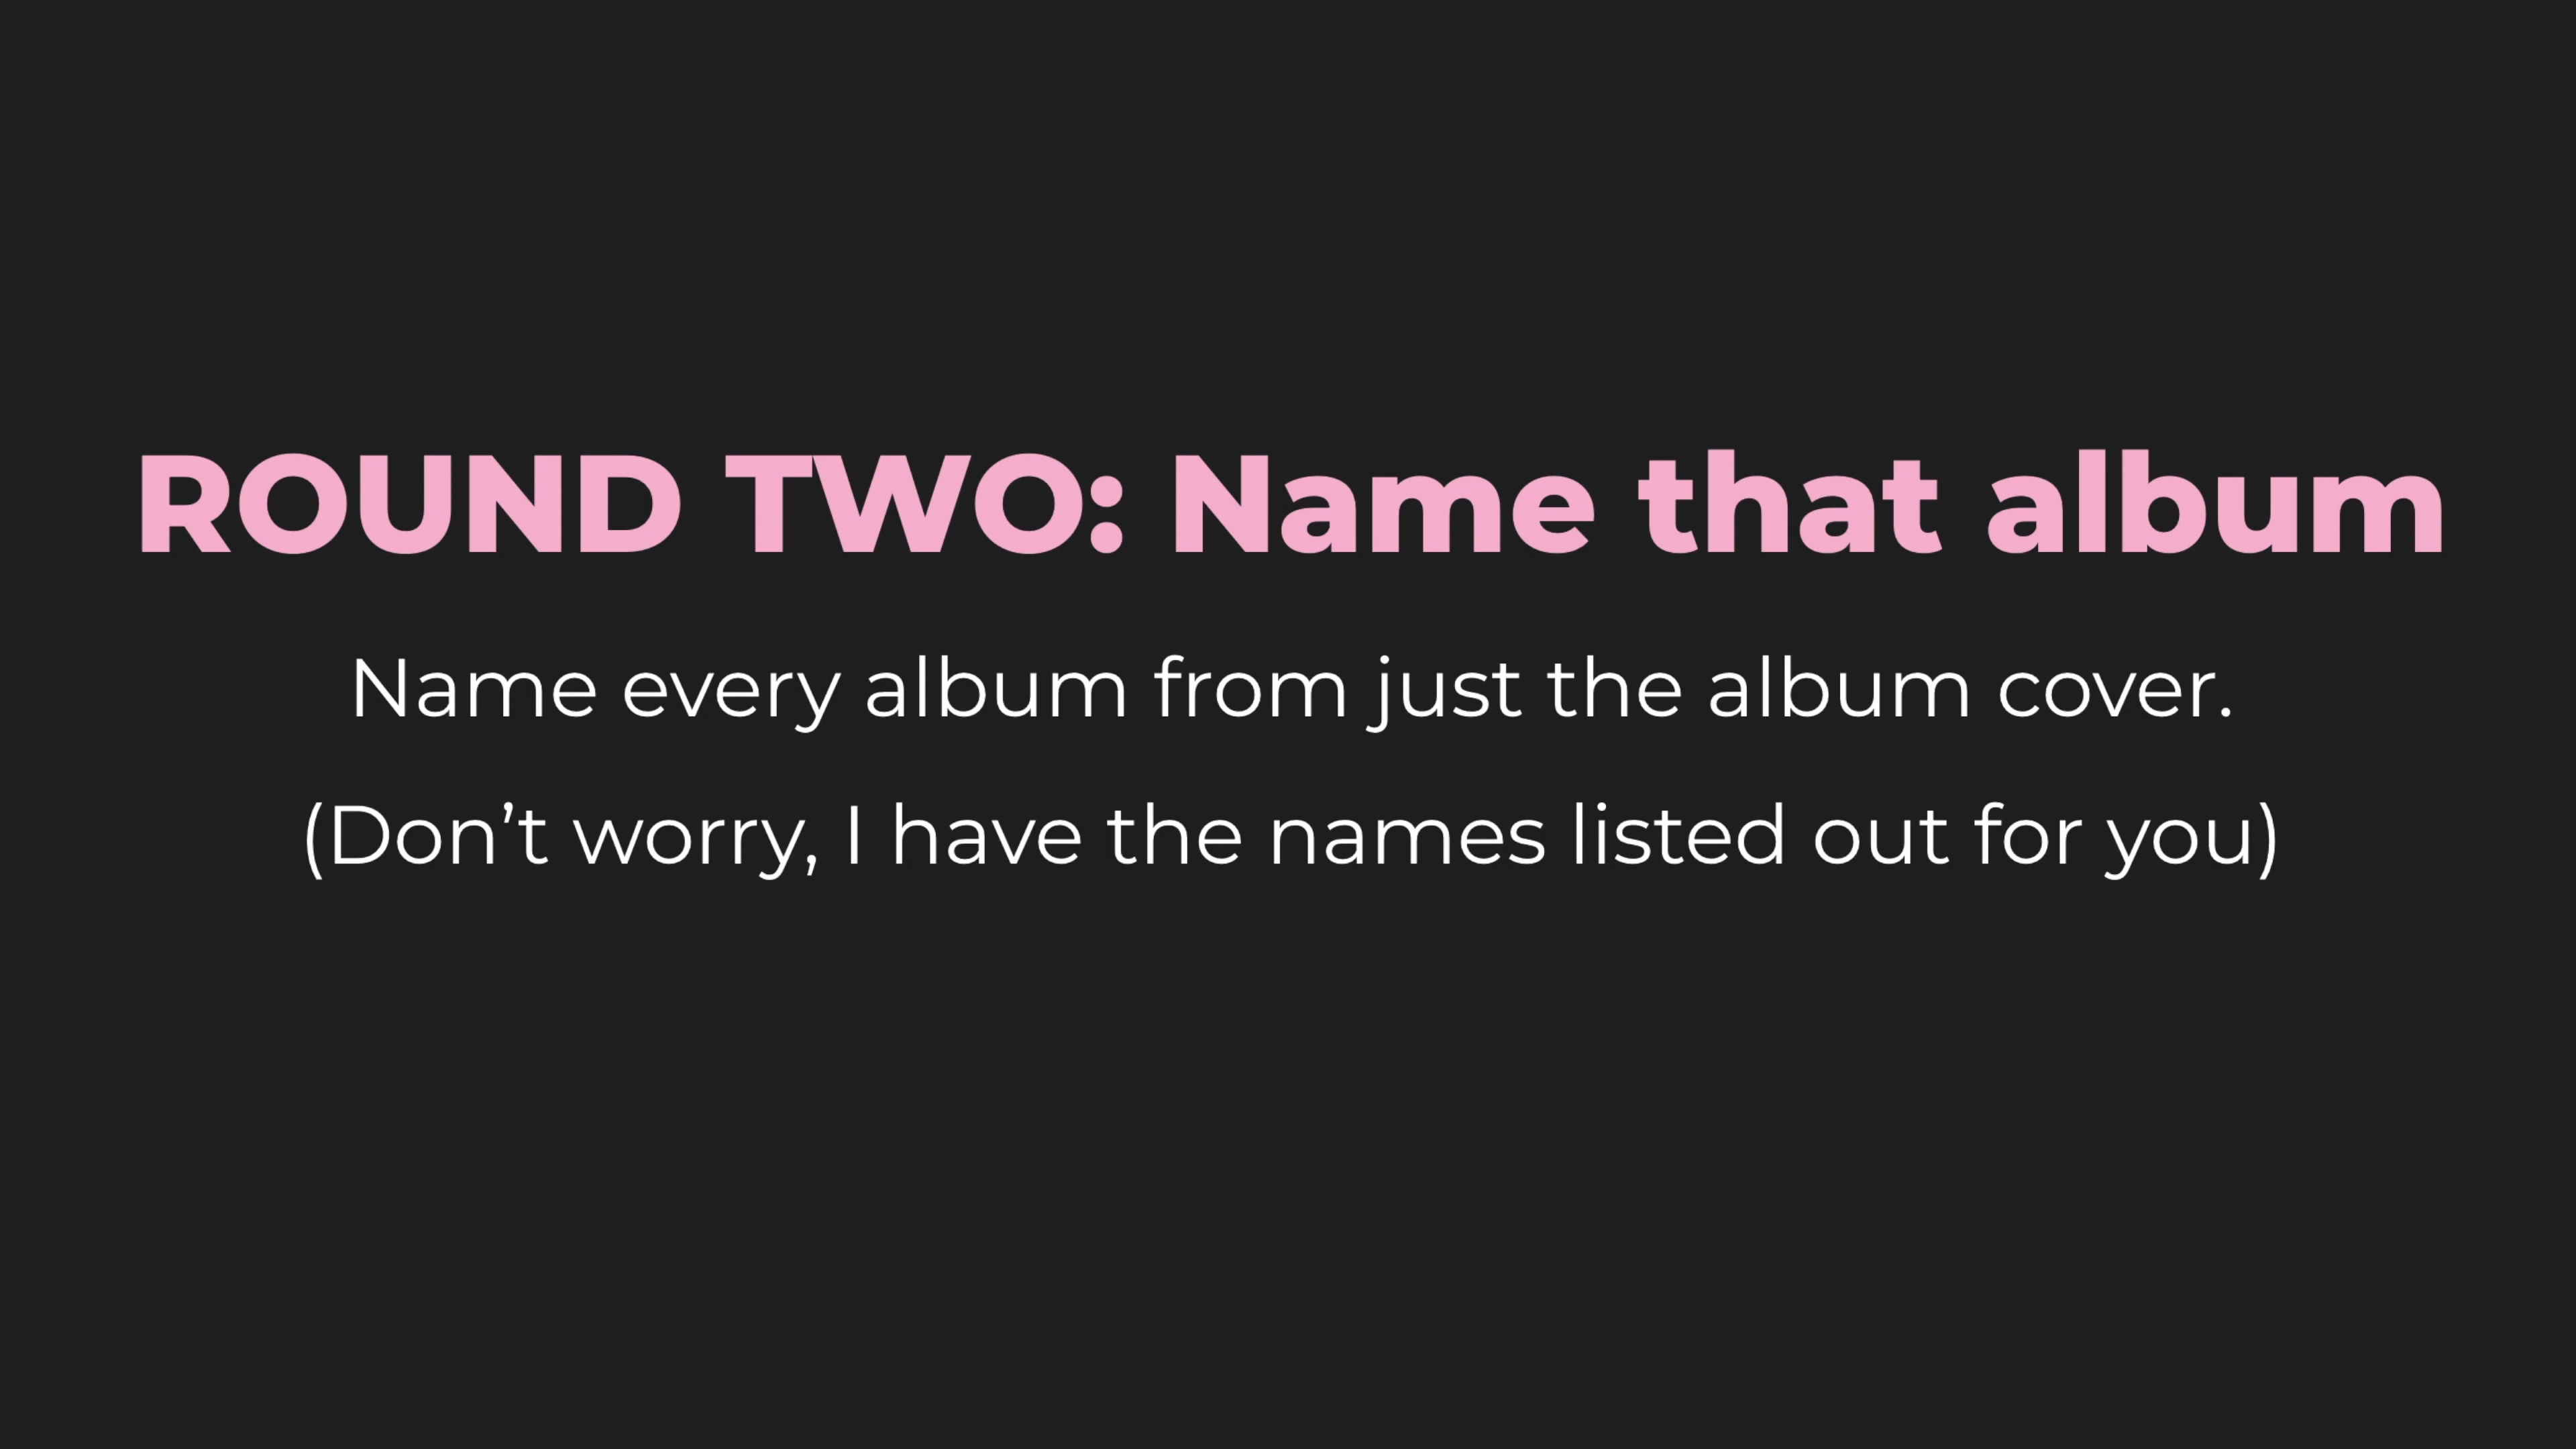 ROUND TWO: Name that album
Name every album from just the album cover.
(Don’t worry, I have the names listed out for you)